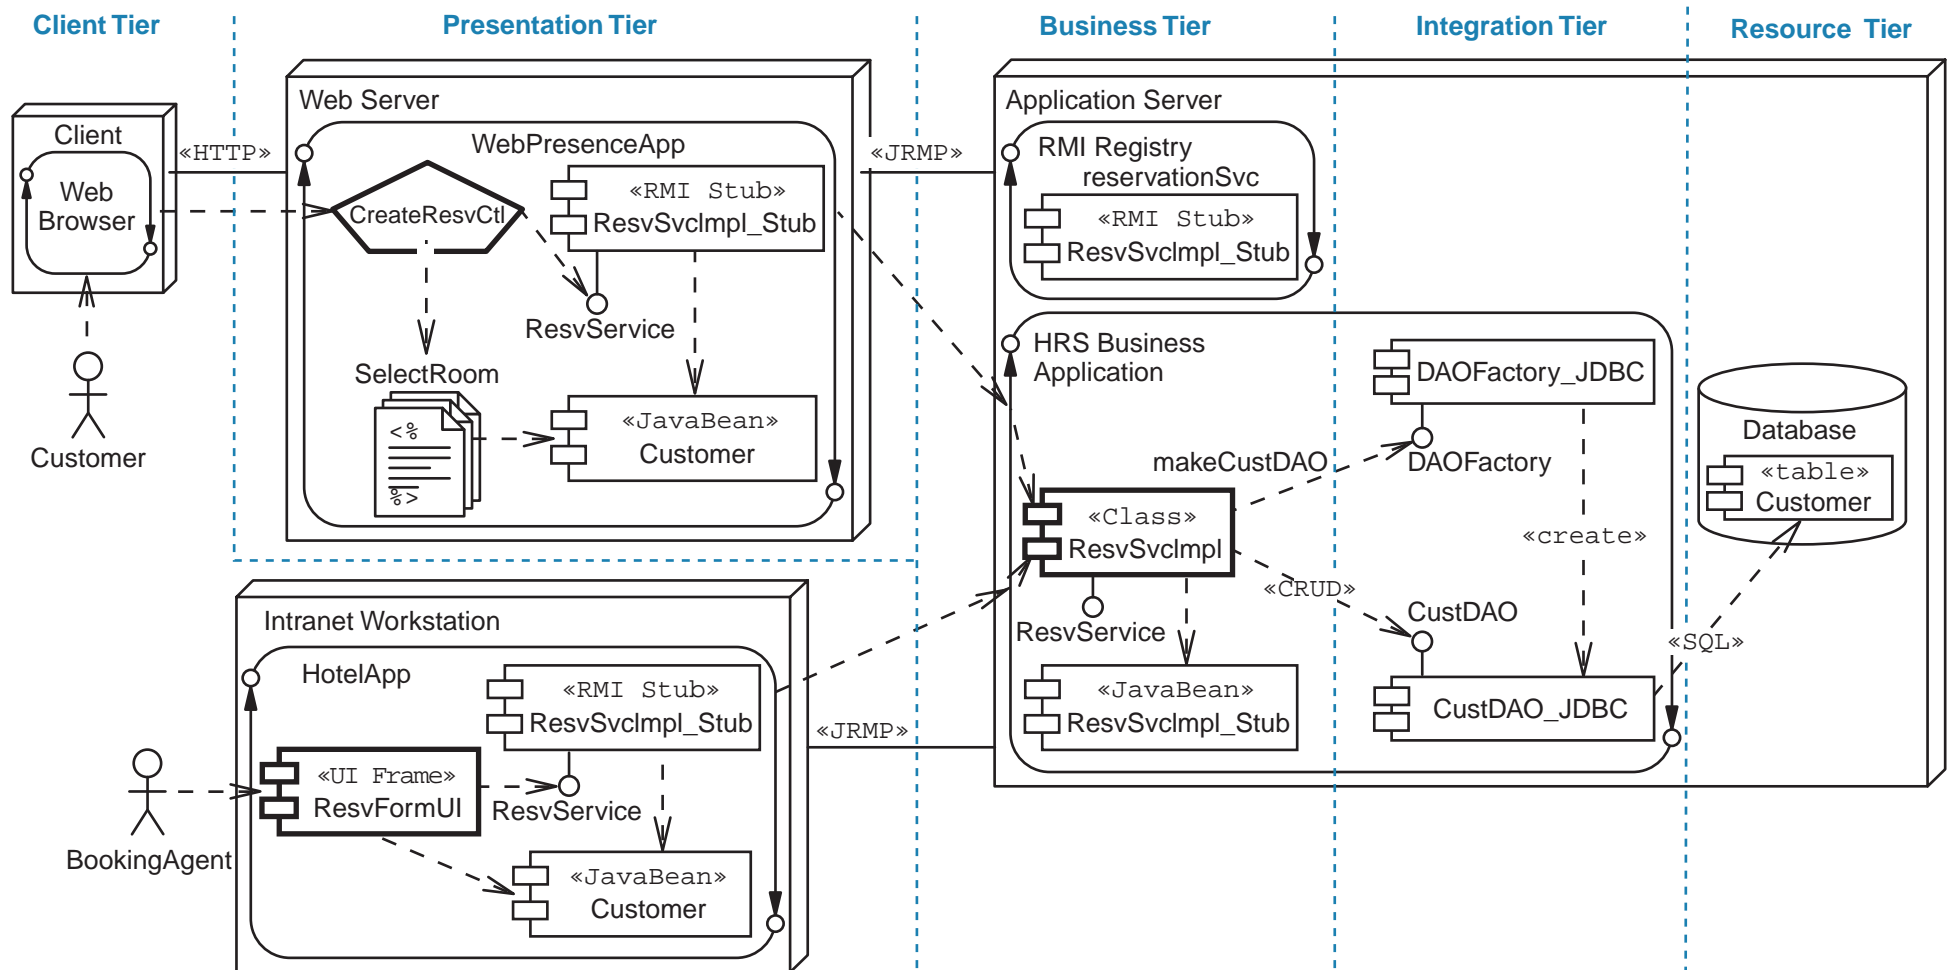 Client Tier
Presentation Tier
Business Tier
Integration Tier
Resource Tier
Client
Web
Browser
Customer
«HTTP»
Web Server
WebPresenceApp
CreateResvCtl
«RMI Stub»
ResvSvcImpl_Stub
ResvService
SelectRoom
<%
%>
«JavaBean»
Customer
«JRMP»
Application Server
RMI Registry
reservationSvc
«RMI Stub»
ResvSvcImpl_Stub
HRS Business
Application
DAOFactory_JDBC
DAOFactory
makeCustDAO
«Class»
ResvSvcImpl
ResvService
«create»
«CRUD»
CustDAO
«JavaBean»
ResvSvcImpl_Stub
CustDAO_JDBC
«SQL»
Database
«table»
Customer
Intranet Workstation
HotelApp
«RMI Stub»
ResvSvcImpl_Stub
«JRMP»
«UI Frame»
ResvFormUI
ResvService
BookingAgent
«JavaBean»
Customer